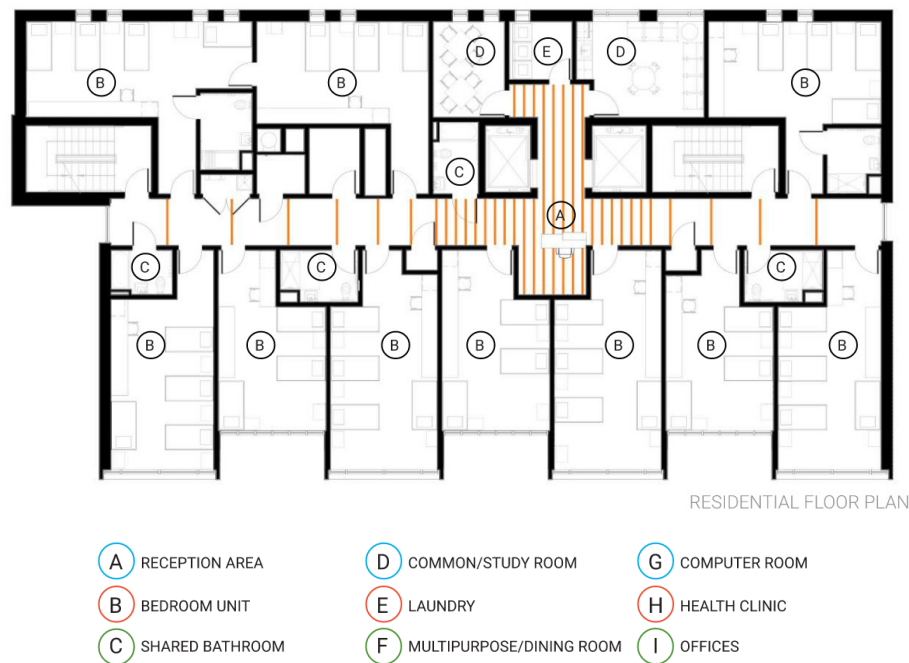 D E D
B B B
C
A
C C C
B B B B B B B
RESIDENTIAL FLOOR PLAN
A RECEPTION AREA D COMMON/STUDY ROOM G COMPUTER ROOM
B BEDROOM UNIT E LAUNDRY H HEALTH CLINIC
C SHARED BATHROOM F MULTIPURPOSE/DINING ROOM I OFFICES